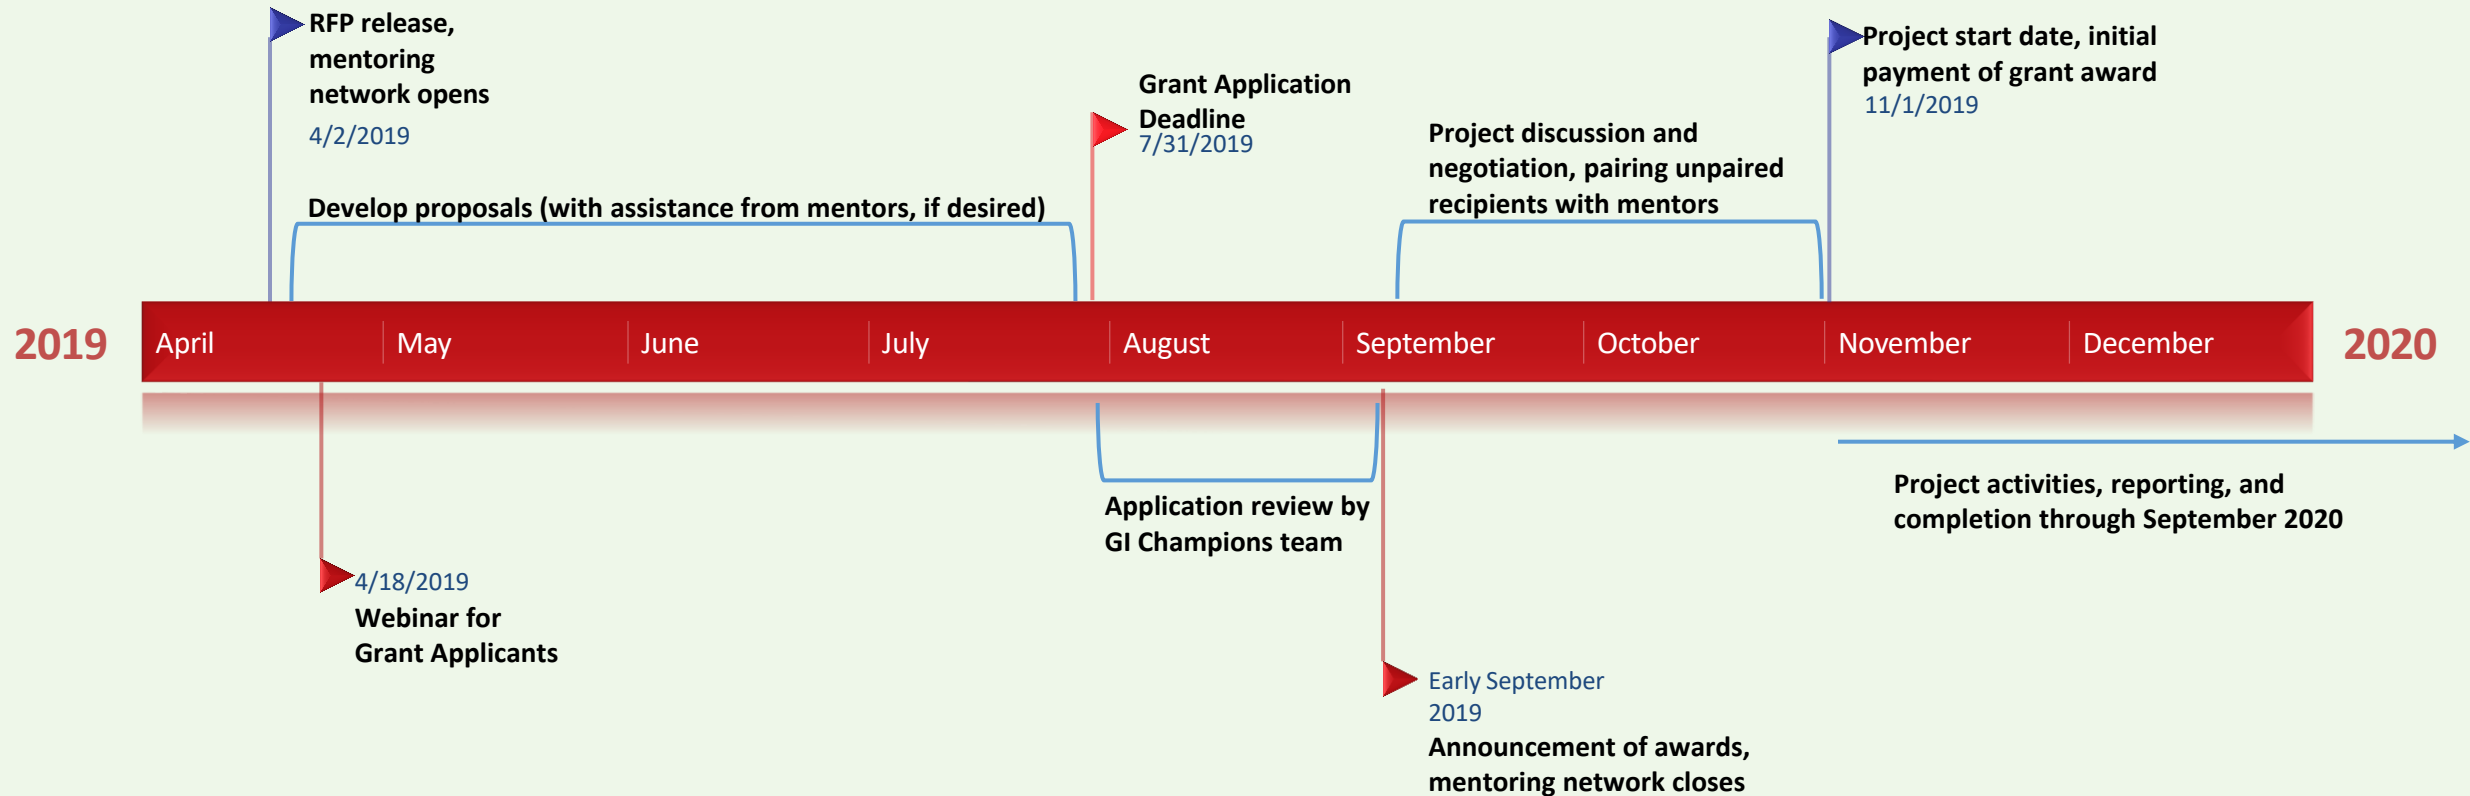 RFP release,
mentoring
network opens
4/2/2019
Grant Application
Deadline
7/31/2019
Project start date, initial
payment of grant award
11/1/2019
Project discussion and
negotiation, pairing unpaired
recipients with mentors
Develop proposals (with assistance from mentors, if desired)
2019
April
May
June
July
August
September
October
November
December
2020
Application review by
GI Champions team
Project activities, reporting, and
completion through September 2020
4/18/2019
Webinar for
Grant Applicants
Early September
2019
Announcement of awards,
mentoring network closes